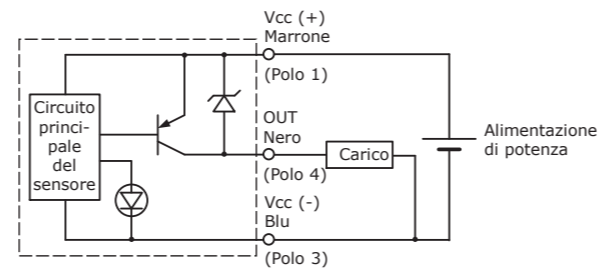 Vcc (+)
Marrone
(Polo 1)
Circuito
princi-
pale
del
sensore
OUT
Nero
(Polo 4)
Carico
Alimentazione
di potenza
Vcc (-)
Blu
(Polo 3)